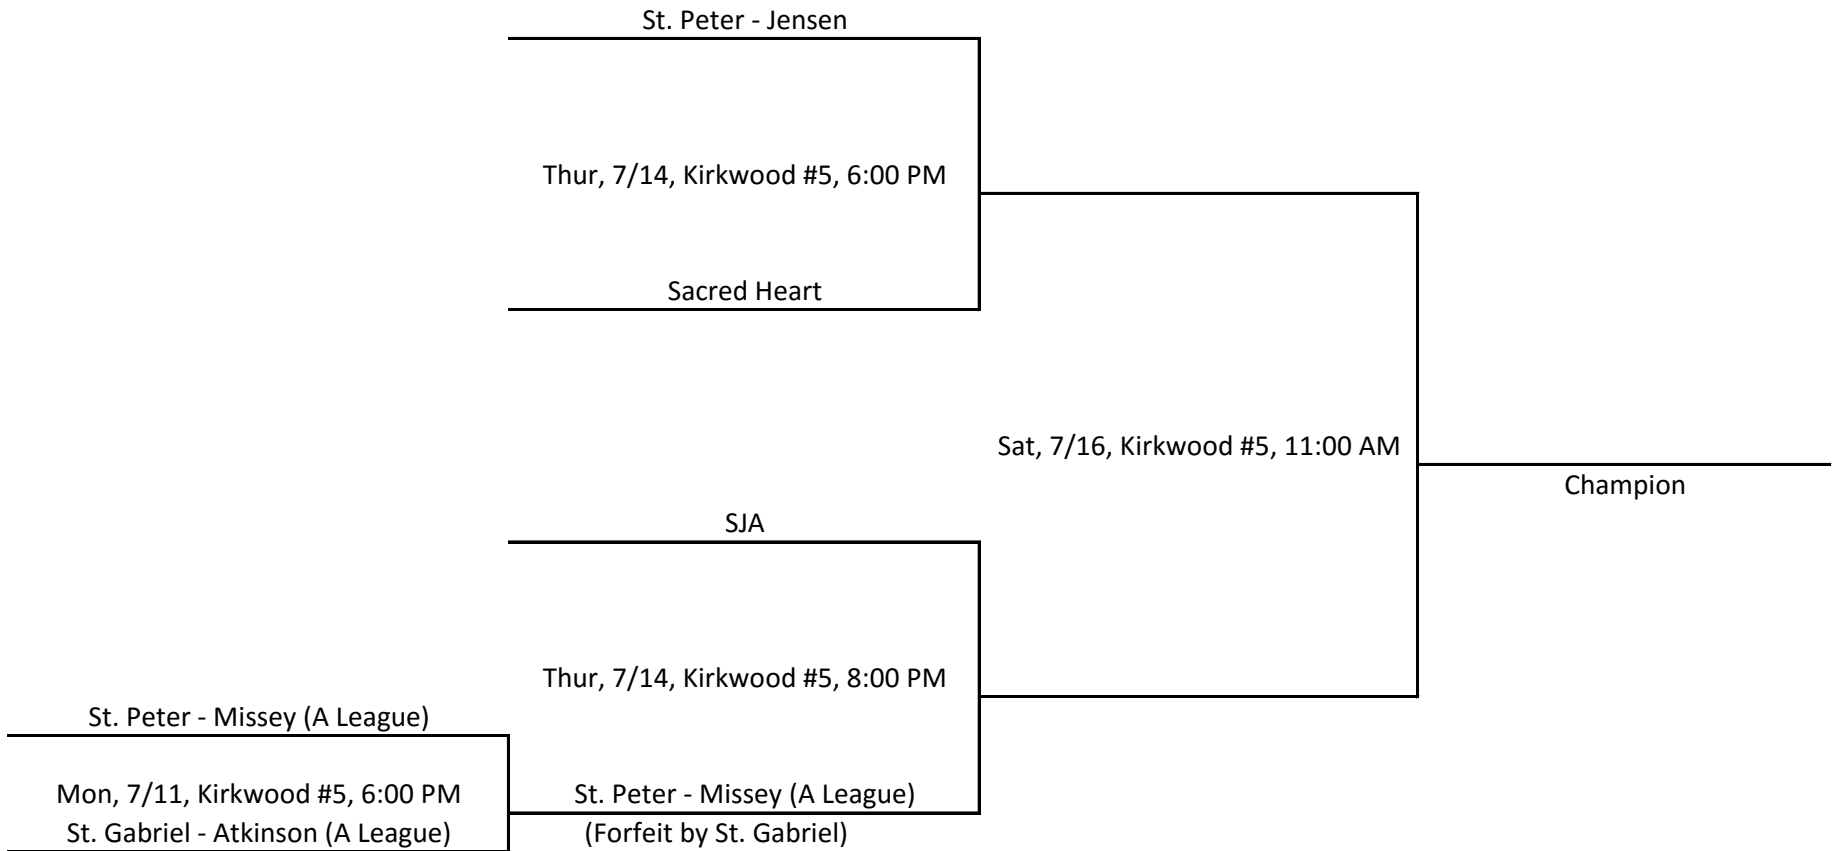 St. Peter - Jensen
Thur, 7/14, Kirkwood #5, 6:00 PM
Sacred Heart
Sat, 7/16, Kirkwood #5, 11:00 AM
Champion
SJA
Thur, 7/14, Kirkwood #5, 8:00 PM
St. Peter - Missey (A League)
Mon, 7/11, Kirkwood #5, 6:00 PM
St. Peter - Missey (A League)
St. Gabriel - Atkinson (A League)
(Forfeit by St. Gabriel)